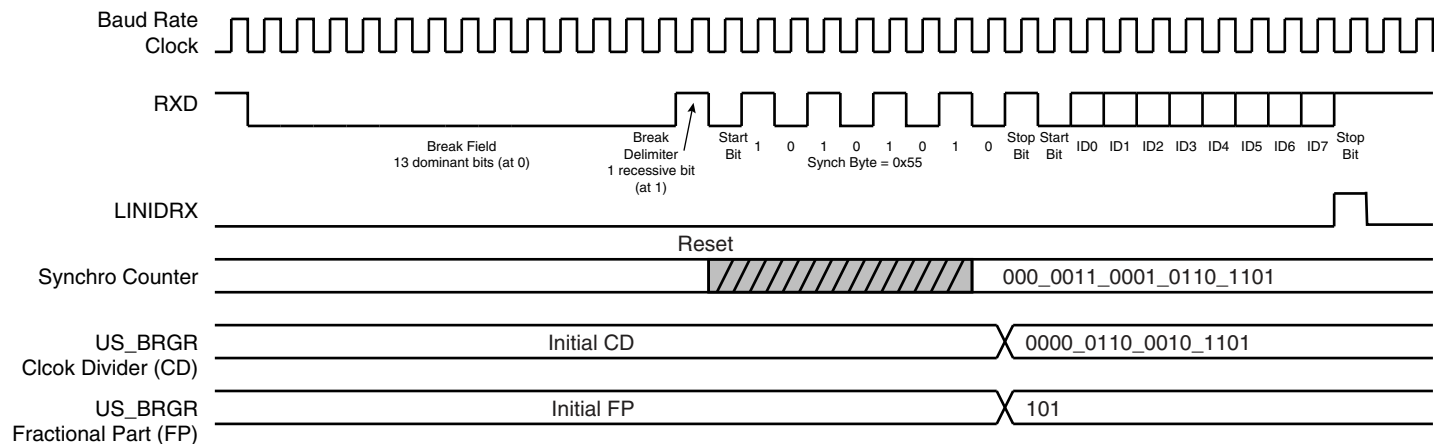 Baud Rate
Clock
RXD
Break Field
13 dominant bits (at 0)
Break
Delimiter
1 recessive bit
(at 1)
Start
Bit
1 0 1 0 1 0 1 0
Synch Byte = 0x55
Stop
Bit
Start
Bit
ID0 ID1 ID2 ID3 ID4 ID5 ID6 ID7
Stop
Bit
LINIDRX
Reset
Synchro Counter
000_0011_0001_0110_1101
US_BRGR
Clcok Divider (CD)
Initial CD
0000_0110_0010_1101
US_BRGR
Fractional Part (FP)
Initial FP
101